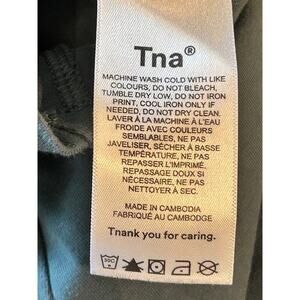 Tna®
MACHINE WASH COLD WITH LIKE
COLOURS, DO NOT BLEACH,
TUMBLE DRY LOW, DO NOT IRON
PRINT, COOL IRON ONLY IF
NEEDED, DO NOT DRY CLEAN.
LAVER À LA MACHINE À L'EAU
FROIDE AVEC COULEURS
SEMBLABLES, NE PAS
JAVELISER, SÉCHER À BASSE
TEMPÉRATURE, NE PAS
REPASSER L'IMPRIMÉ,
REPASSAGE DOUX SI
NÉCESSAIRE, NE PAS
NETTOYER À SEC.
MADE IN CAMBODIA
FABRIQUÉ AU CAMBODGE
Tnank you for caring.
30C